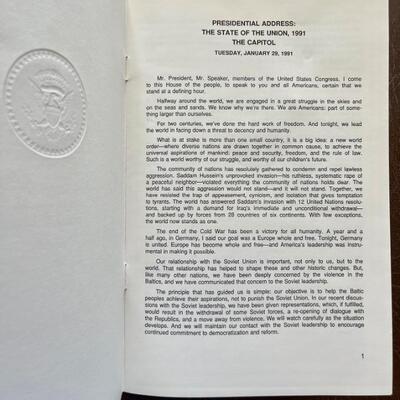 PRESIDENTIAL ADDRESS:
THE STATE OF THE UNION, 1991
THE CAPITOL
TUESDAY, JANUARY 29, 1991
Mr. President, Mr. Speaker, members of the United States Congress, I come
to this House of the people, to speak to you and all Americans, certain that we
stand at a defining hour.
Halfway around the world, we are engaged in a great struggle in the skies and
on the seas and sands. We know why we're there. We are Americans: part of some-
thing larger than ourselves.
For two centuries, we've done the hard work of freedom. And tonight, we lead
the world in facing down a threat to decency and humanity.
What is at stake is more than one small country, it is a big idea: a new world
order—where diverse nations are drawn together in common cause, to achieve the
universal aspirations of mankind: peace and security, freedom, and the rule of law.
Such is a world worthy of our struggle, and worthy of our children's future.
The community of nations has resolutely gathered to condemn and repel lawless
aggression. Saddam Hussein's unprovoked invasion—his ruthless, systematic rape of
a peaceful neighbor—violated everything the community of nations holds dear. The
world has said this aggression would not stand—and it will not stand. Together, we
have resisted the trap of appeasement, cynicism, and isolation that gives temptation
to tyrants. The world has answered Saddam's invasion with 12 United Nations resolu-
tions, starting with a demand for Iraq's immediate and unconditional withdrawal—
and backed up by forces from 28 countries of six continents. With few exceptions,
the world now stands as one.
The end of the Cold War has been a victory for all humanity. A year and a
half ago, in Germany, I said our goal was a Europe whole and free. Tonight, Germany
is united. Europe has become whole and free—and America's leadership was instru-
mental in making it possible.
Our relationship with the Soviet Union is important, not only to us, but to the
world. That relationship has helped to shape these and other historic changes. But,
like many other nations, we have been deeply concerned by the violence in the
Baltics, and we have communicated that concern to the Soviet leadership.
The principle that has guided us is simple: our objective is to help the Baltic
peoples achieve their aspirations, not to punish the Soviet Union. In our recent discus-
sions with the Soviet leadership, we have been given representations, which, if fulfilled,
would result in the withdrawal of some Soviet forces, a re-opening of dialogue with
the Republics, and a move away from violence. We will watch carefully as the situation
develops. And we will maintain our contact with the Soviet leadership to encourage
continued commitment to democratization and reform.
1